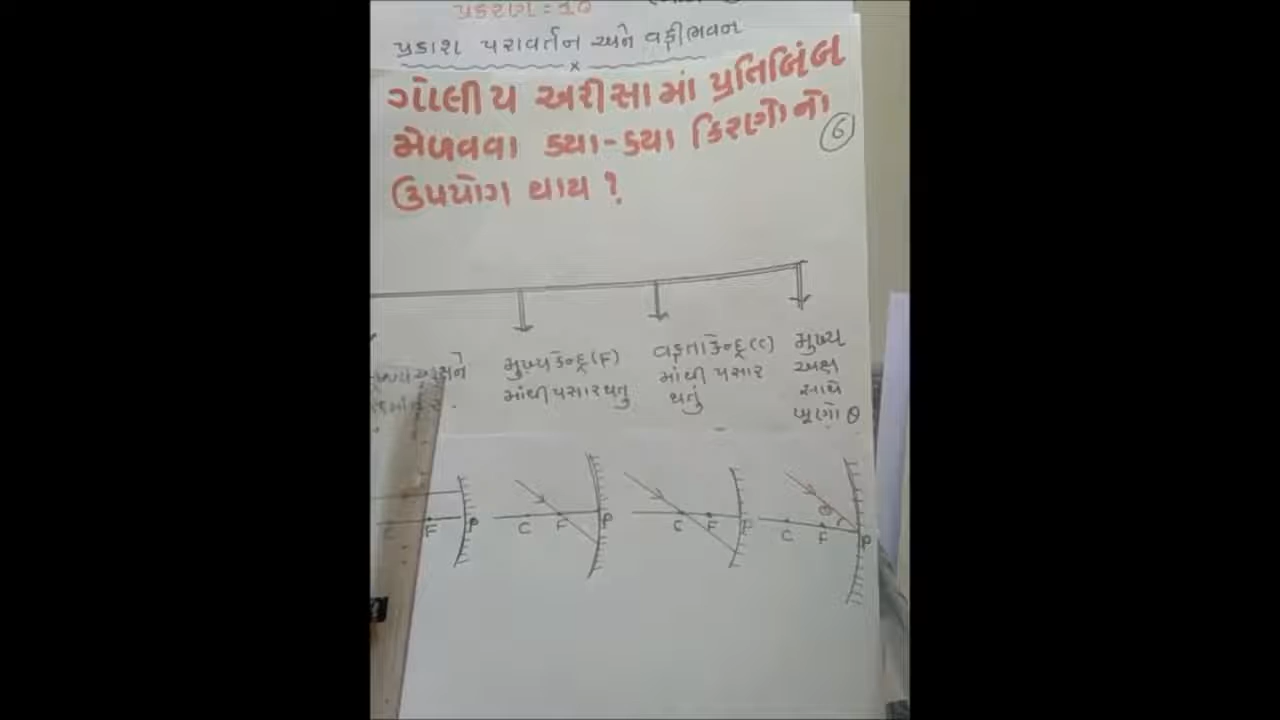 પ્રકરણ = 10
પ્રકાશ પરાવર્તન અને વક્રીભવન
x
ગોલીય અરીસામાં પ્રતિબિંબ
મેળવવા ક્યા-ક્યા કિરણોનો
ઉપયોગ થાય ?
6
મુખ્યકેન્દ્ર (F)
માંથી પસાર થતુ
વક્રતાકેન્દ્ર (C)
માંથી પસાર
થતું
મુખ્ય
અક્ષ
સાથે
ખૂણો θ
C F P
C F P
C F P
θ
C F P